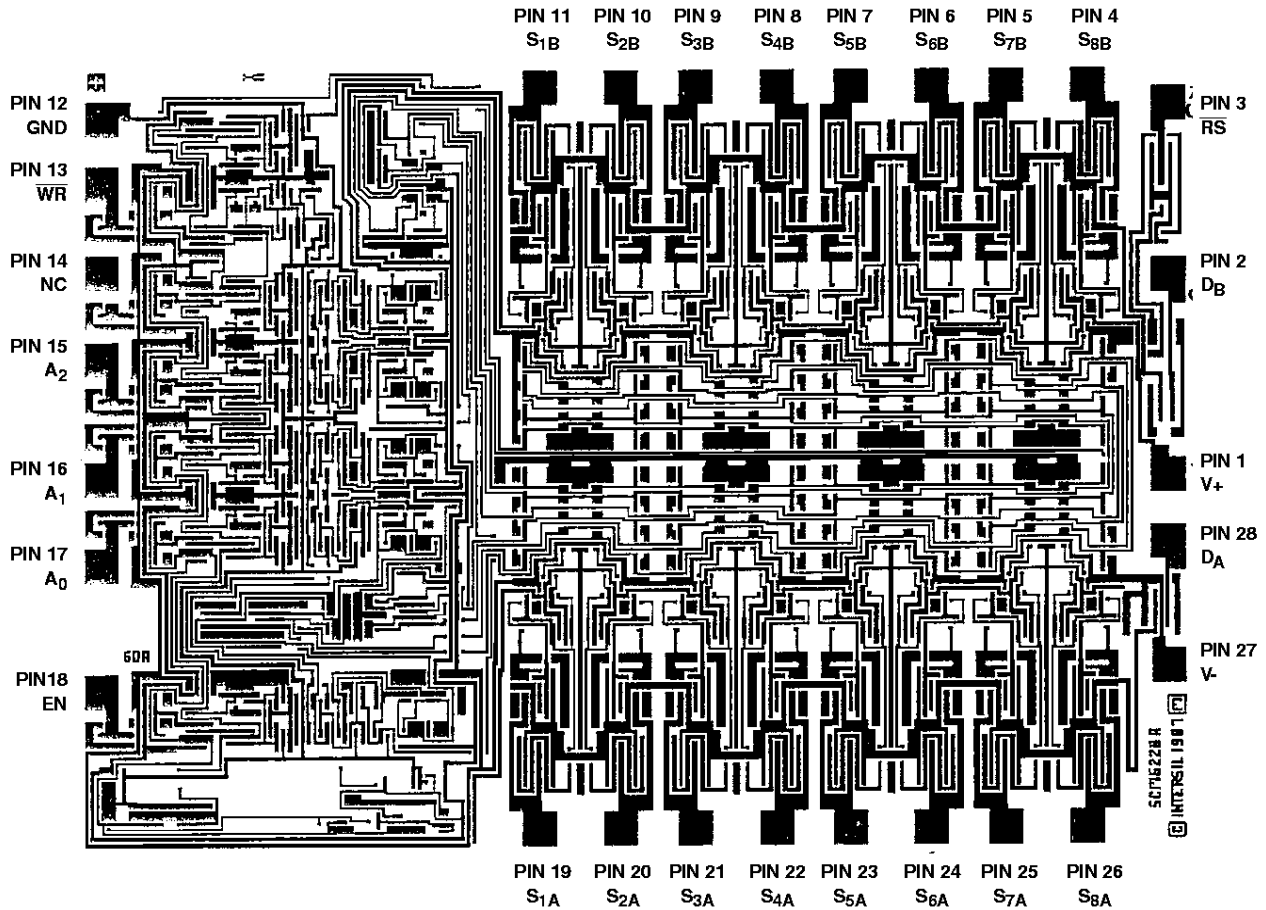 PIN 11 PIN 10 PIN 9 PIN 8 PIN 7 PIN 6 PIN 5 PIN 4
S1B S2B S3B S4B S5B S6B S7B S8B
PIN 12
GND
PIN 3
RS
PIN 13
WR
PIN 14
NC
PIN 2
DB
PIN 15
A2
PIN 16
A1
PIN 1
V+
PIN 17
A0
PIN 28
DA
GDA
PIN18
EN
PIN 27
V-
INTERSIL 1981
PIN 19 PIN 20 PIN 21 PIN 22 PIN 23 PIN 24 PIN 25 PIN 26
S1A S2A S3A S4A S5A S6A S7A S8A